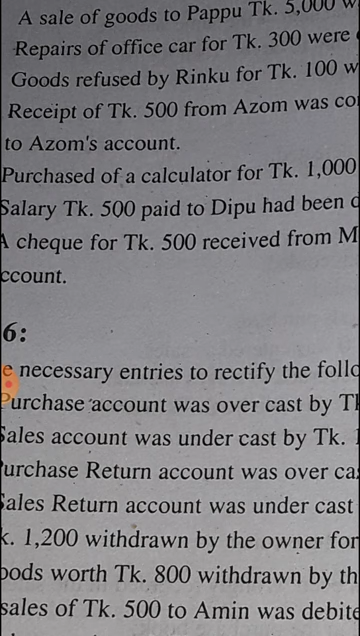 A sale of goods to Pappu Tk. 5,000
Repairs of office car for Tk. 300 were
Goods refused by Rinku for Tk. 100 w
Receipt of Tk. 500 from Azom was co
to Azom's account.
Purchased of a calculator for Tk. 1,000
Salary Tk. 500 paid to Dipu had been
A cheque for Tk. 500 received from M
ccount.
6:
e necessary entries to rectify the follo
Purchase account was over cast by T
Sales account was under cast by Tk.
urchase Return account was over ca
Sales Return account was under cast
k. 1,200 withdrawn by the owner for
oods worth Tk. 800 withdrawn by th
sales of Tk. 500 to Amin was debite